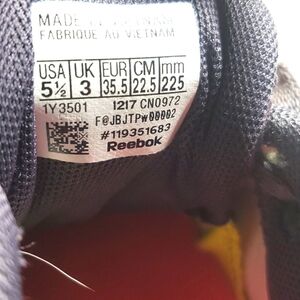 MADE
FABRIQUE AU VIETNAM
USA UK EUR CM mm
5½ 3 35.5 22.5 225
1Y3501 1217 CN0972
F@JBJTPw00002
#119351683
Reebok